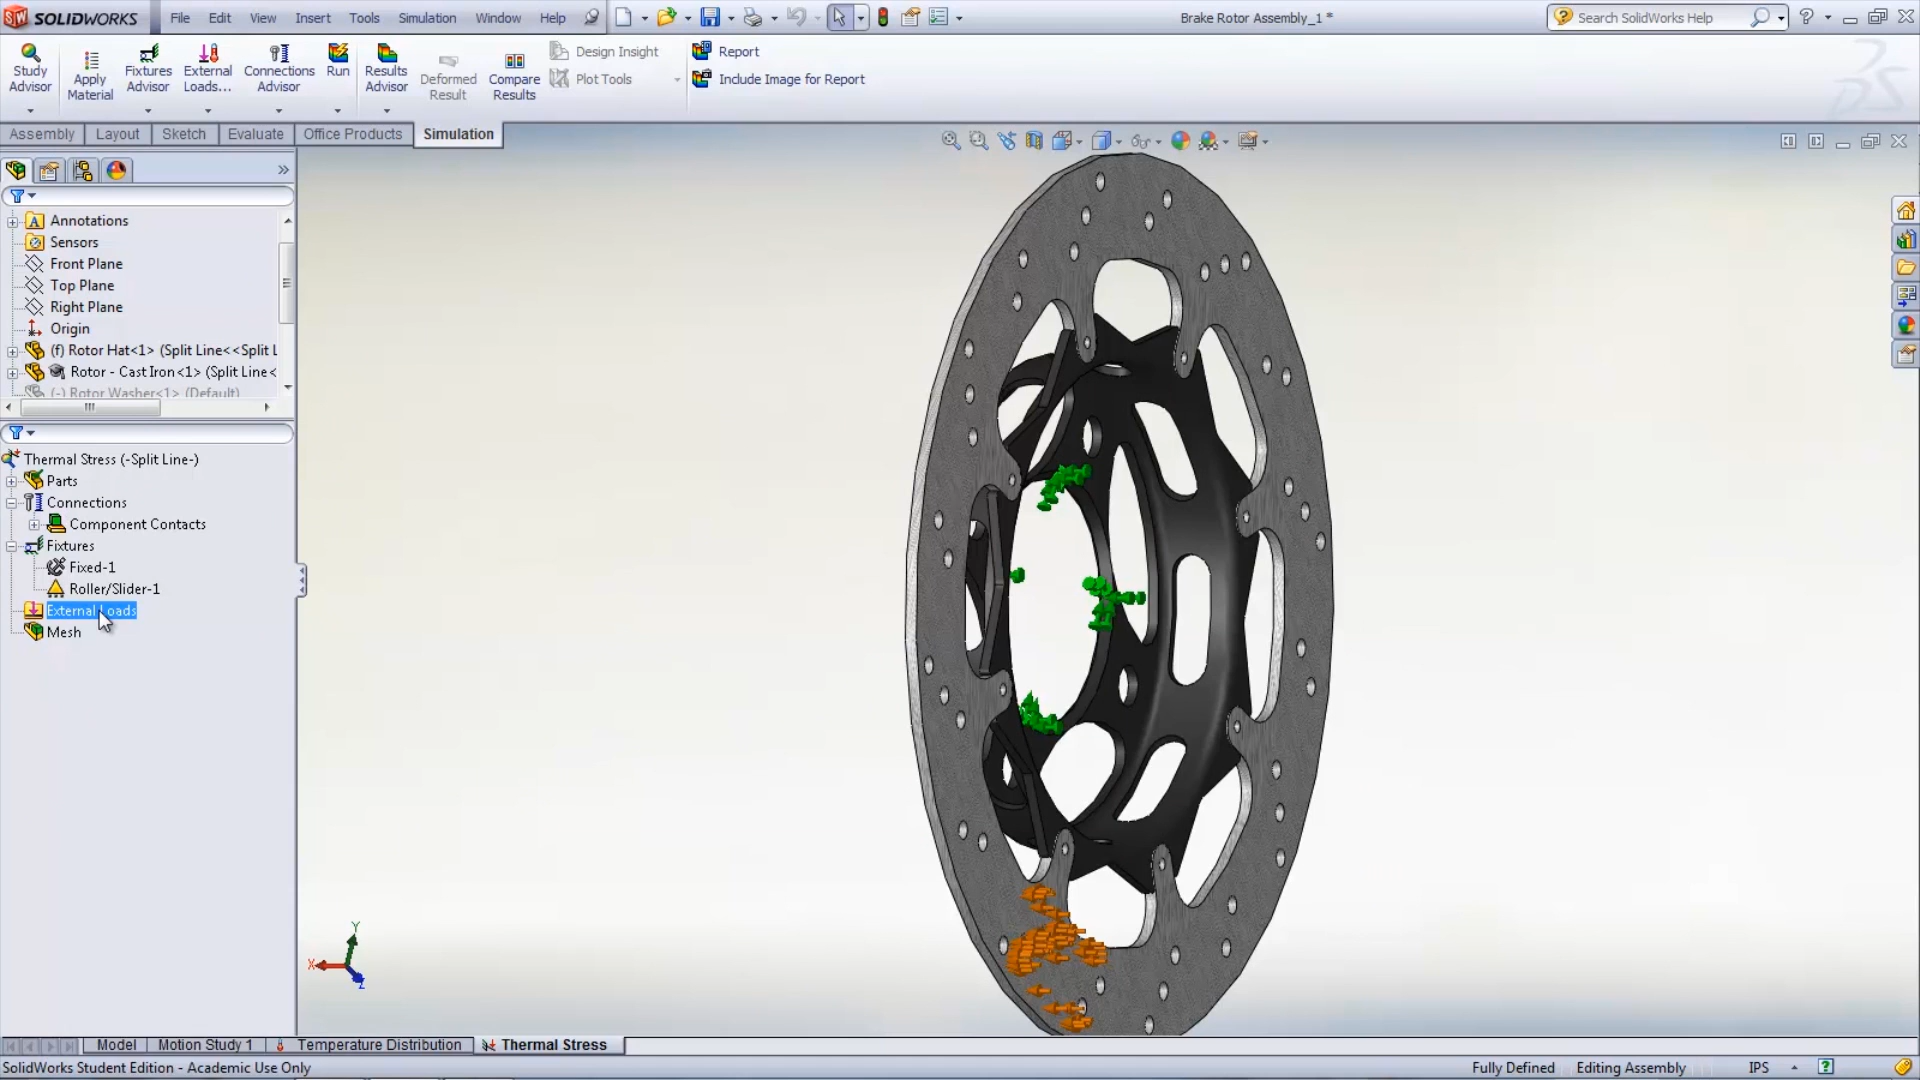 SOLIDWORKS File Edit View Insert Tools Simulation Window Help Brake Rotor Assembly_1 * Search SolidWorks Help
Study Advisor
Apply Material
Fixtures Advisor
External Loads...
Connections Advisor
Run
Results Advisor
Deformed Result
Compare Results
Design Insight
Plot Tools
Report
Include Image for Report
Assembly Layout Sketch Evaluate Office Products Simulation
Annotations
Sensors
Front Plane
Top Plane
Right Plane
Origin
(f) Rotor Hat<1> (Split Line<<Split L
Rotor - Cast Iron<1> (Split Line<
(-) Rotor Washer<1> (Default)
Thermal Stress (-Split Line-)
Parts
Connections
Component Contacts
Fixtures
Fixed-1
Roller/Slider-1
External Loads
Mesh
Y
X
Z
Model Motion Study 1 Temperature Distribution Thermal Stress
SolidWorks Student Edition - Academic Use Only Fully Defined Editing Assembly IPS